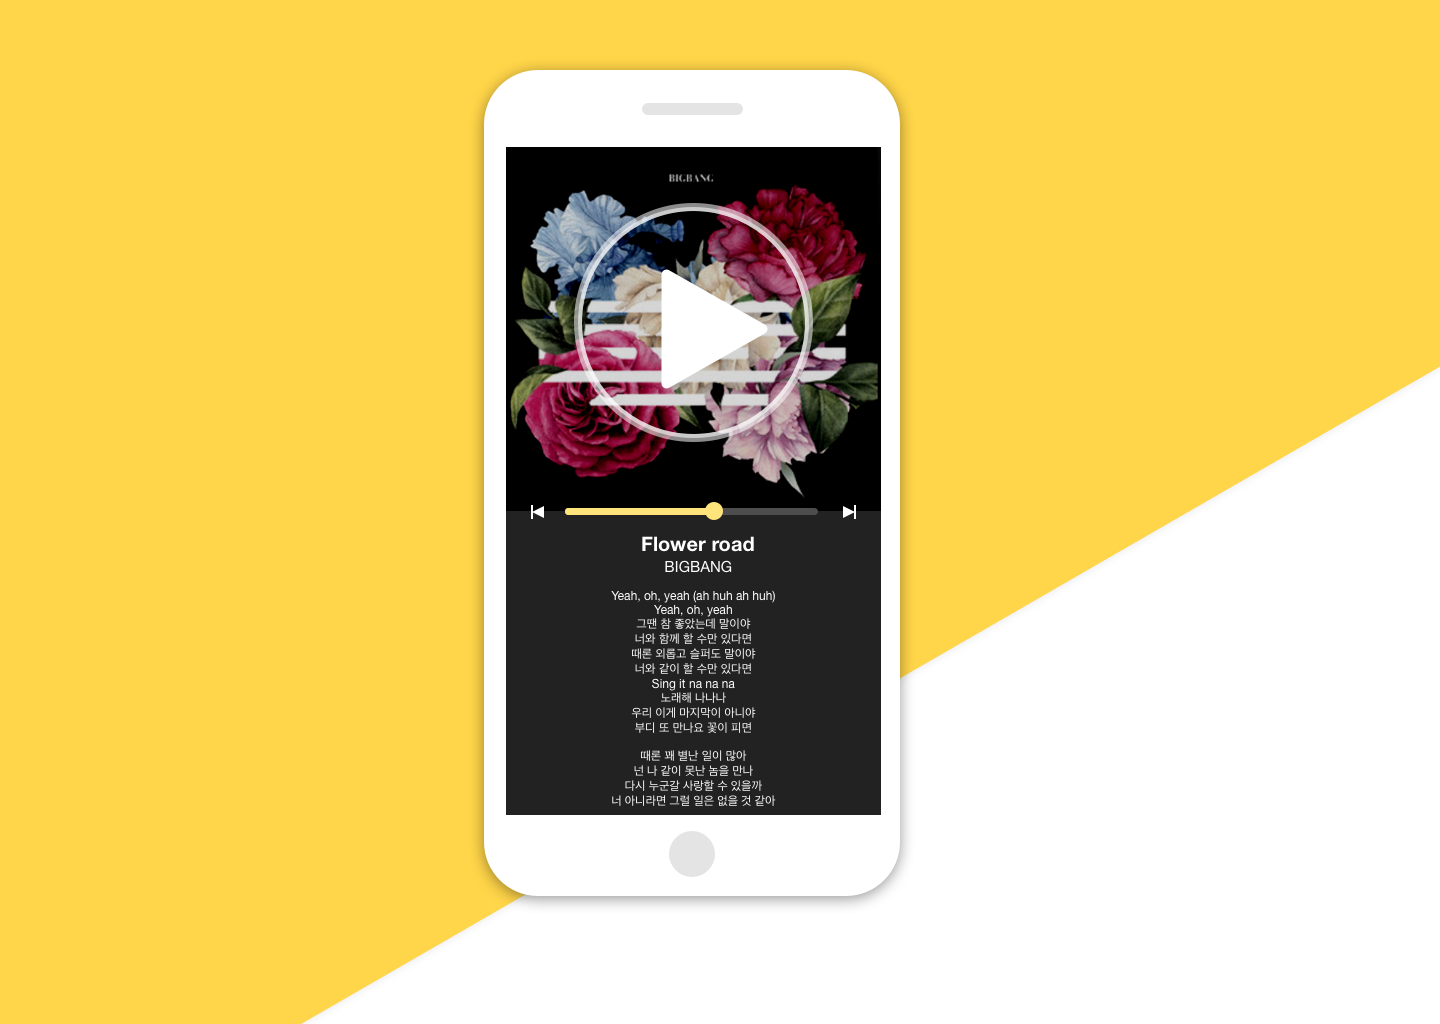 BIGBANG
Flower road
BIGBANG
Yeah, oh, yeah (ah huh ah huh)
Yeah, oh, yeah
그땐 참 좋았는데 말이야
너와 함께 할 수만 있다면
때론 외롭고 슬퍼도 말이야
너와 같이 할 수만 있다면
Sing it na na na
노래해 나나나
우리 이게 마지막이 아니야
부디 또 만나요 꽃이 피면
때론 꽤 별난 일이 많아
넌 나 같이 못난 놈을 만나
다시 누군갈 사랑할 수 있을까
너 아니라면 그럴 일은 없을 것 같아